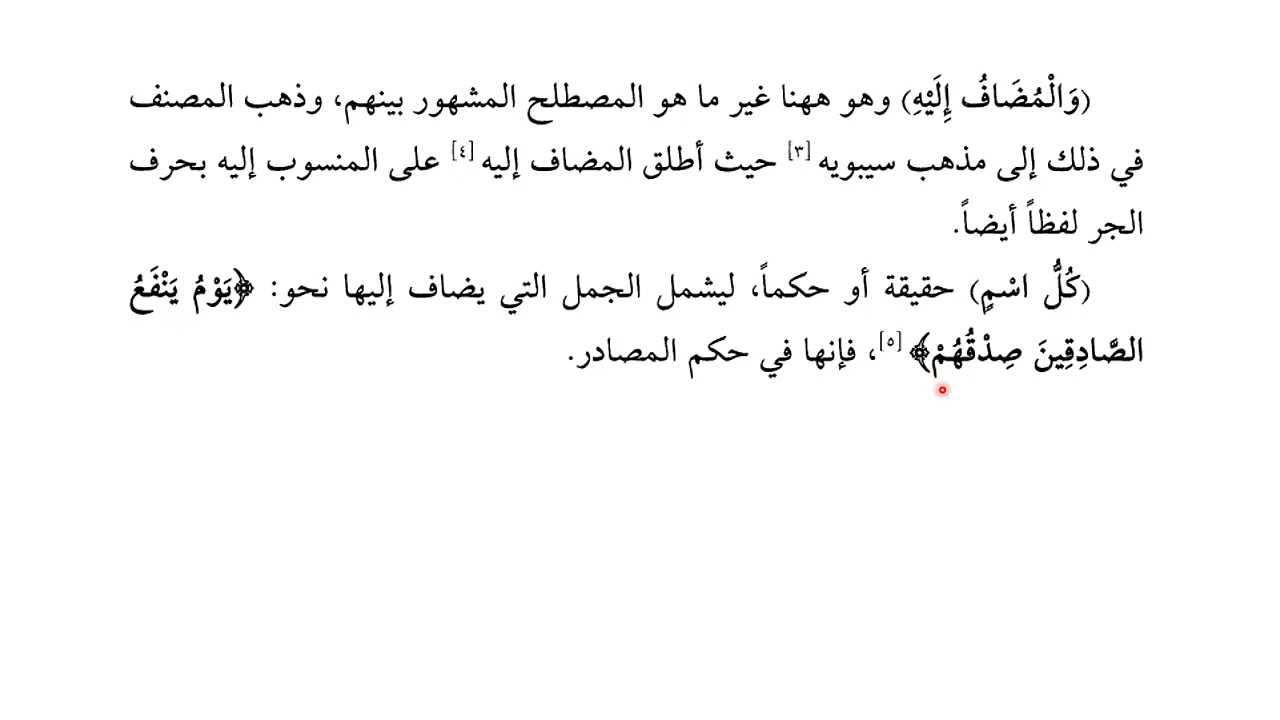 (وَالْمُضَافُ إِلَيْهِ) وهو ههنا غير ما هو المصطلح المشهور بينهم، وذهب المصنف
في ذلك إلى مذهب سيبويه [٣] حيث أطلق المضاف إليه [٤] على المنسوب إليه بحرف
الجر لفظاً أيضاً.
(كُلُّ اسْمٍ) حقيقة أو حكماً، ليشمل الجمل التي يضاف إليها نحو: ﴿يَوْمُ يَنْفَعُ
الصَّادِقِينَ صِدْقُهُمْ﴾ [٥]، فإنها في حكم المصادر.